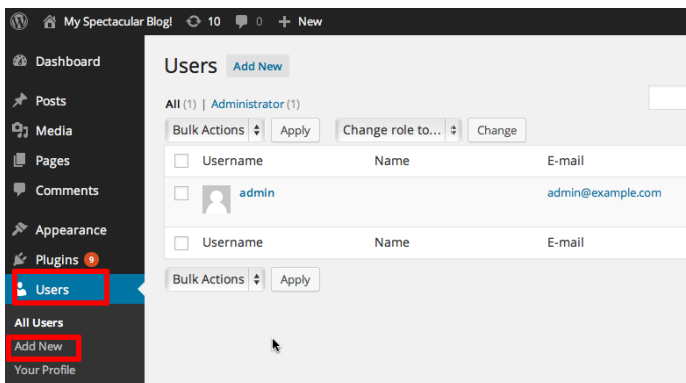 My Spectacular Blog! 10 0 + New
Dashboard
Posts
Media
Pages
Comments
Appearance
Plugins 9
Users
All Users
Add New
Your Profile
Users Add New
All (1) | Administrator (1)
Bulk Actions Apply Change role to... Change
Username Name E-mail
admin admin@example.com
Username Name E-mail
Bulk Actions Apply